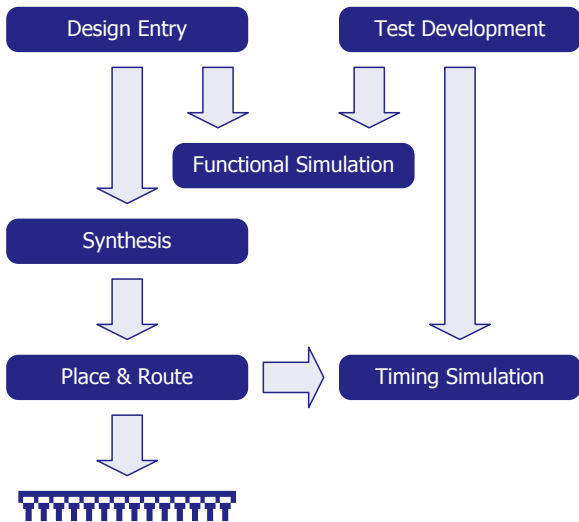 Design Entry
Test Development
Functional Simulation
Synthesis
Place & Route
Timing Simulation